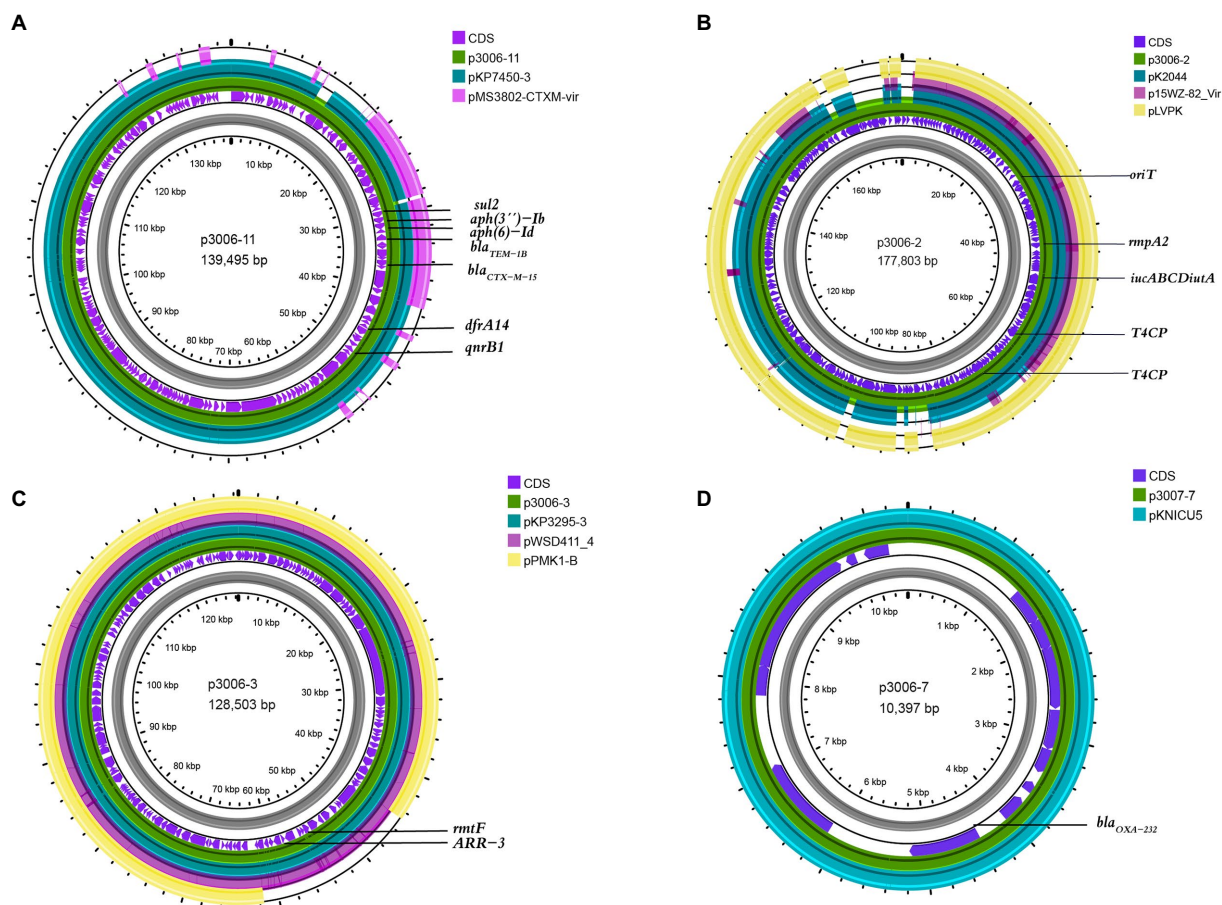 A
CDS
p3006-11
pKP7450-3
pMS3802-CTXM-vir
10 kbp
20 kbp
30 kbp
40 kbp
50 kbp
60 kbp
70 kbp
80 kbp
90 kbp
100 kbp
110 kbp
120 kbp
130 kbp
p3006-11
139,495 bp
sul2
aph(3′′)−Ib
aph(6)−Id
bla TEM−1B
bla CTX−M−15
dfrA14
qnrB1
B
CDS
p3006-2
pK2044
p15WZ-82_Vir
pLVPK
20 kbp
40 kbp
60 kbp
80 kbp
100 kbp
120 kbp
140 kbp
160 kbp
p3006-2
177,803 bp
oriT
rmpA2
iucABCDiutA
T4CP
T4CP
C
CDS
p3006-3
pKP3295-3
pWSD411_4
pPMK1-B
10 kbp
20 kbp
30 kbp
40 kbp
50 kbp
60 kbp
70 kbp
80 kbp
90 kbp
100 kbp
110 kbp
120 kbp
p3006-3
128,503 bp
rmtF
ARR−3
D
CDS
p3007-7
pKNICU5
1 kbp
2 kbp
3 kbp
4 kbp
5 kbp
6 kbp
7 kbp
8 kbp
9 kbp
10 kbp
p3006-7
10,397 bp
bla OXA−232